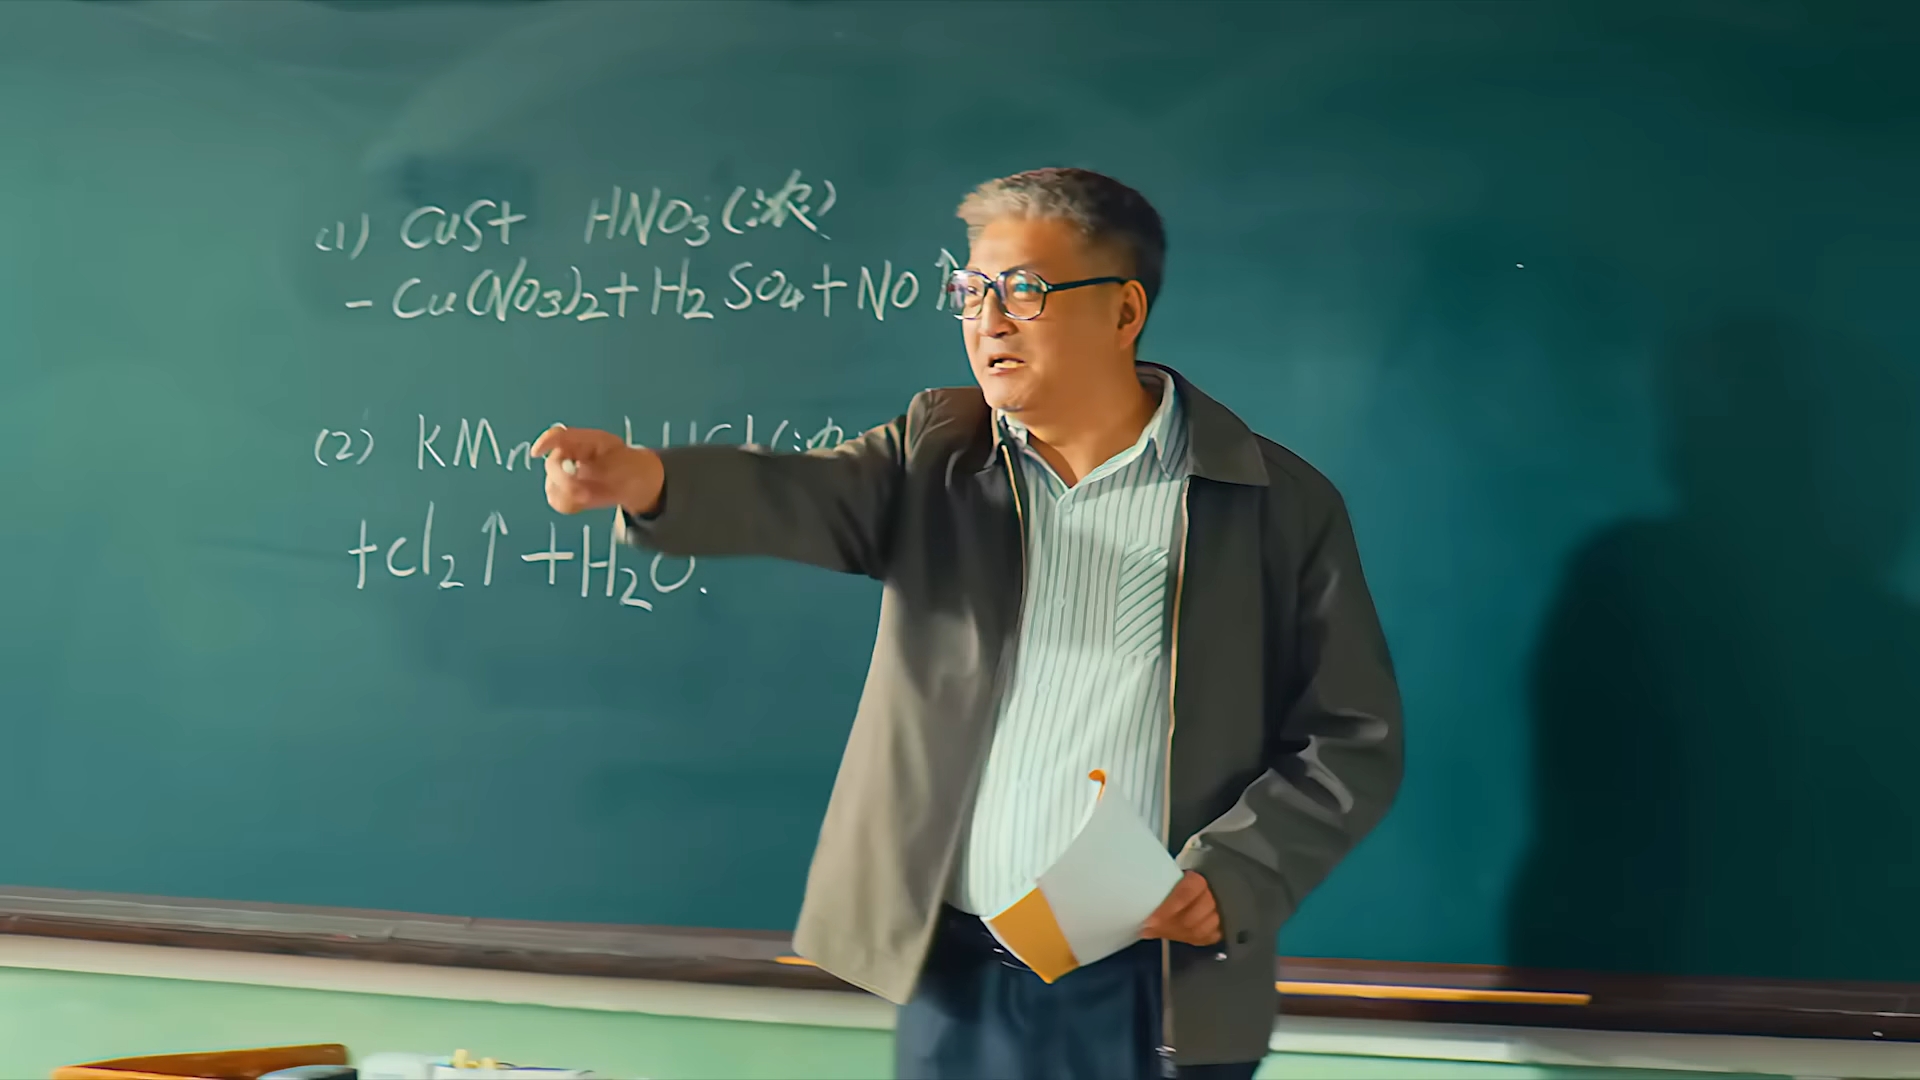 (1) CuS+ HNO₃(浓)
- Cu(NO3)₂+H₂SO₄+NO↑
(2) KMn
+Cl₂↑+H₂O.